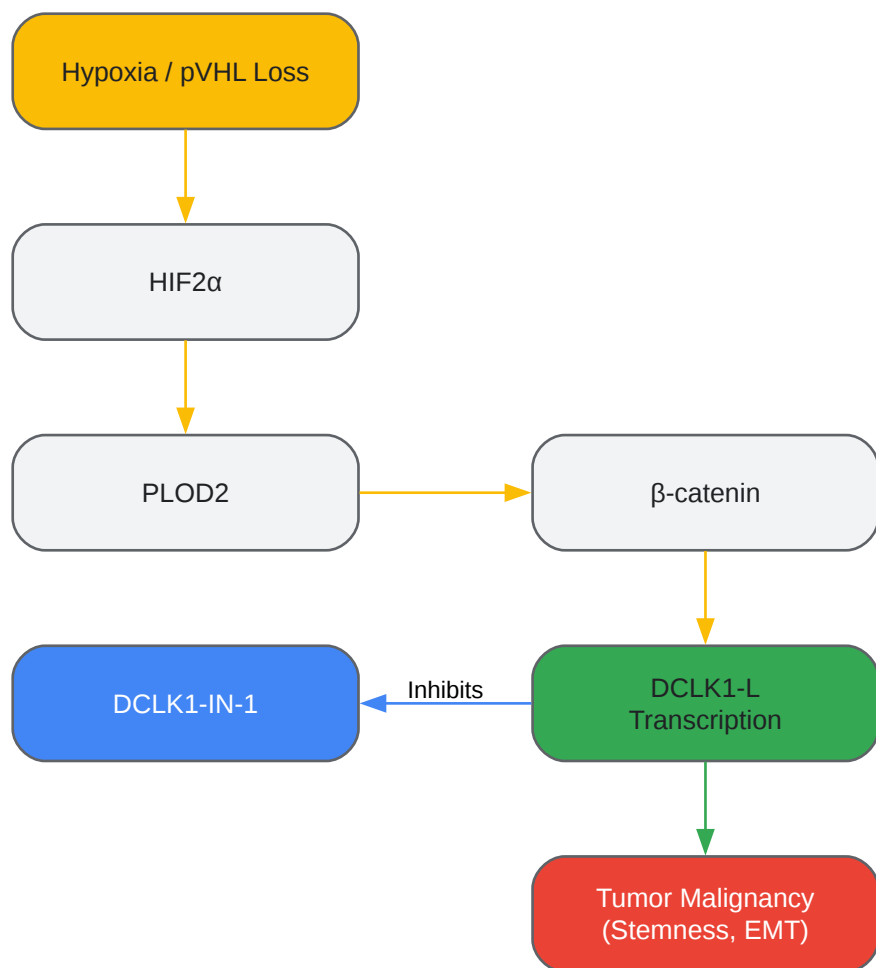 Hypoxia / pVHL Loss
HIF2α
PLOD2
β-catenin
DCLK1-IN-1
Inhibits
DCLK1-L
Transcription
Tumor Malignancy
(Stemness, EMT)